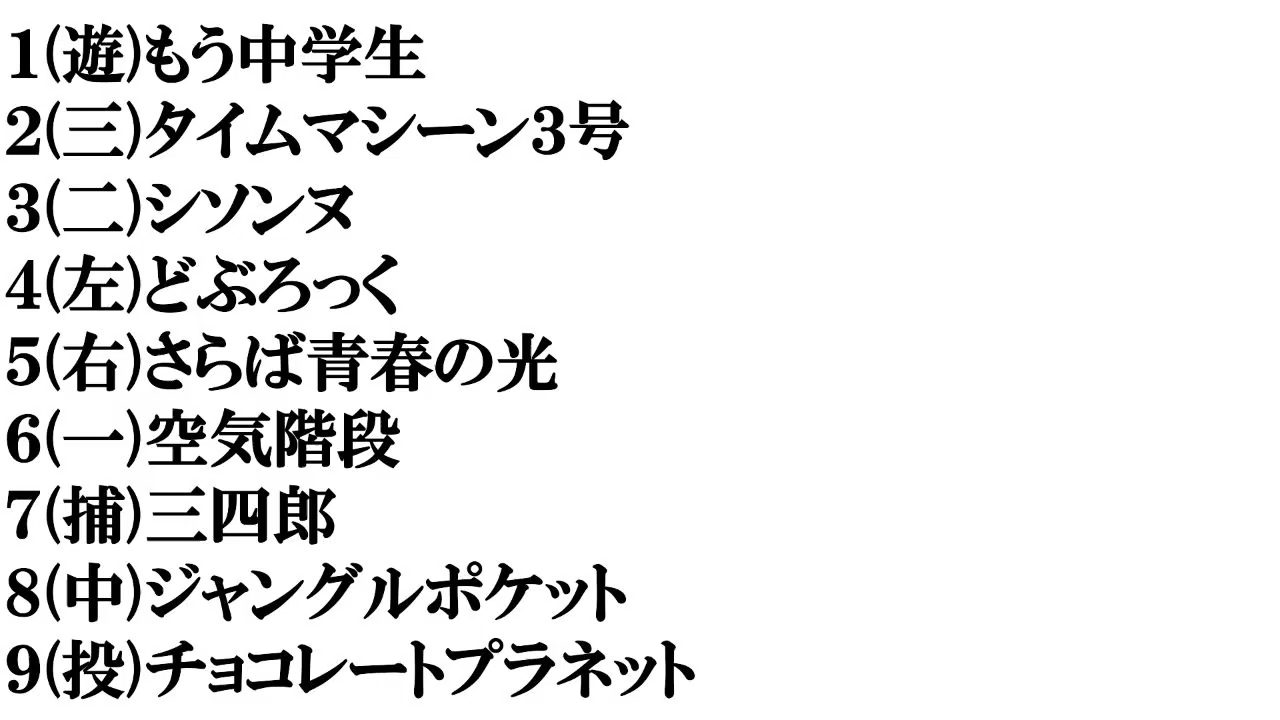 1(遊)もう中学生
2(三)タイムマシーン3号
3(二)シソンヌ
4(左)どぶろっく
5(右)さらば青春の光
6(一)空気階段
7(捕)三四郎
8(中)ジャングルポケット
9(投)チョコレートプラネット